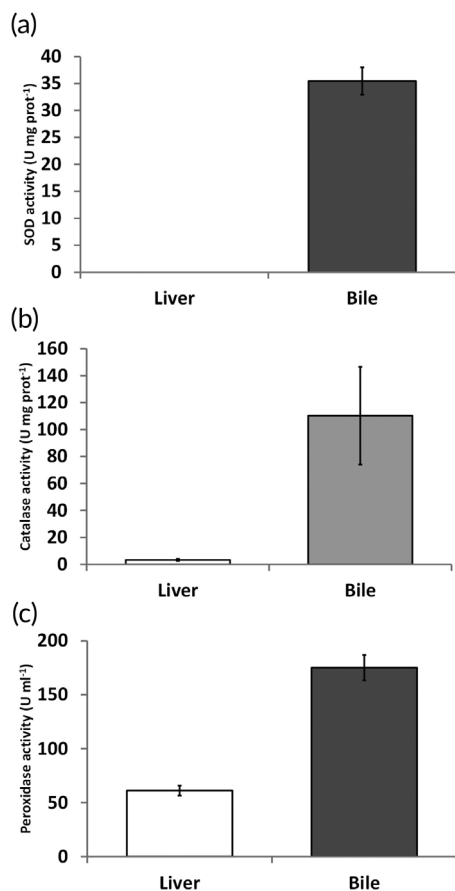 (a)
SOD activity (U mg prot⁻¹)
40
35
30
25
20
15
10
5
0
Liver Bile
(b)
Catalase activity (U mg prot⁻¹)
160
140
120
100
80
60
40
20
0
Liver Bile
(c)
Peroxidase activity (U ml⁻¹)
200
150
100
50
0
Liver Bile